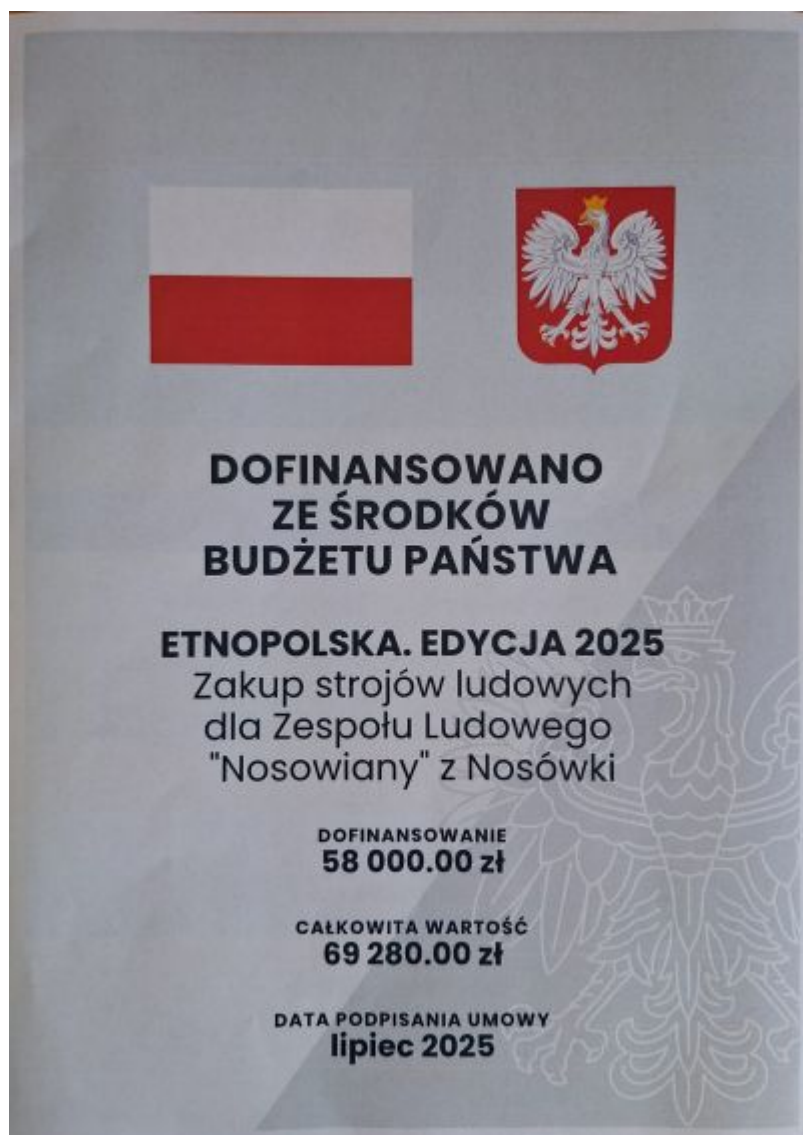 DOFINANSOWANO
ZE ŚRODKÓW
BUDŻETU PAŃSTWA
ETNOPOLSKA. EDYCJA 2025
Zakup strojów ludowych
dla Zespołu Ludowego
"Nosowiany" z Nosówki
DOFINANSOWANIE
58 000.00 zł
CAŁKOWITA WARTOŚĆ
69 280.00 zł
DATA PODPISANIA UMOWY
lipiec 2025